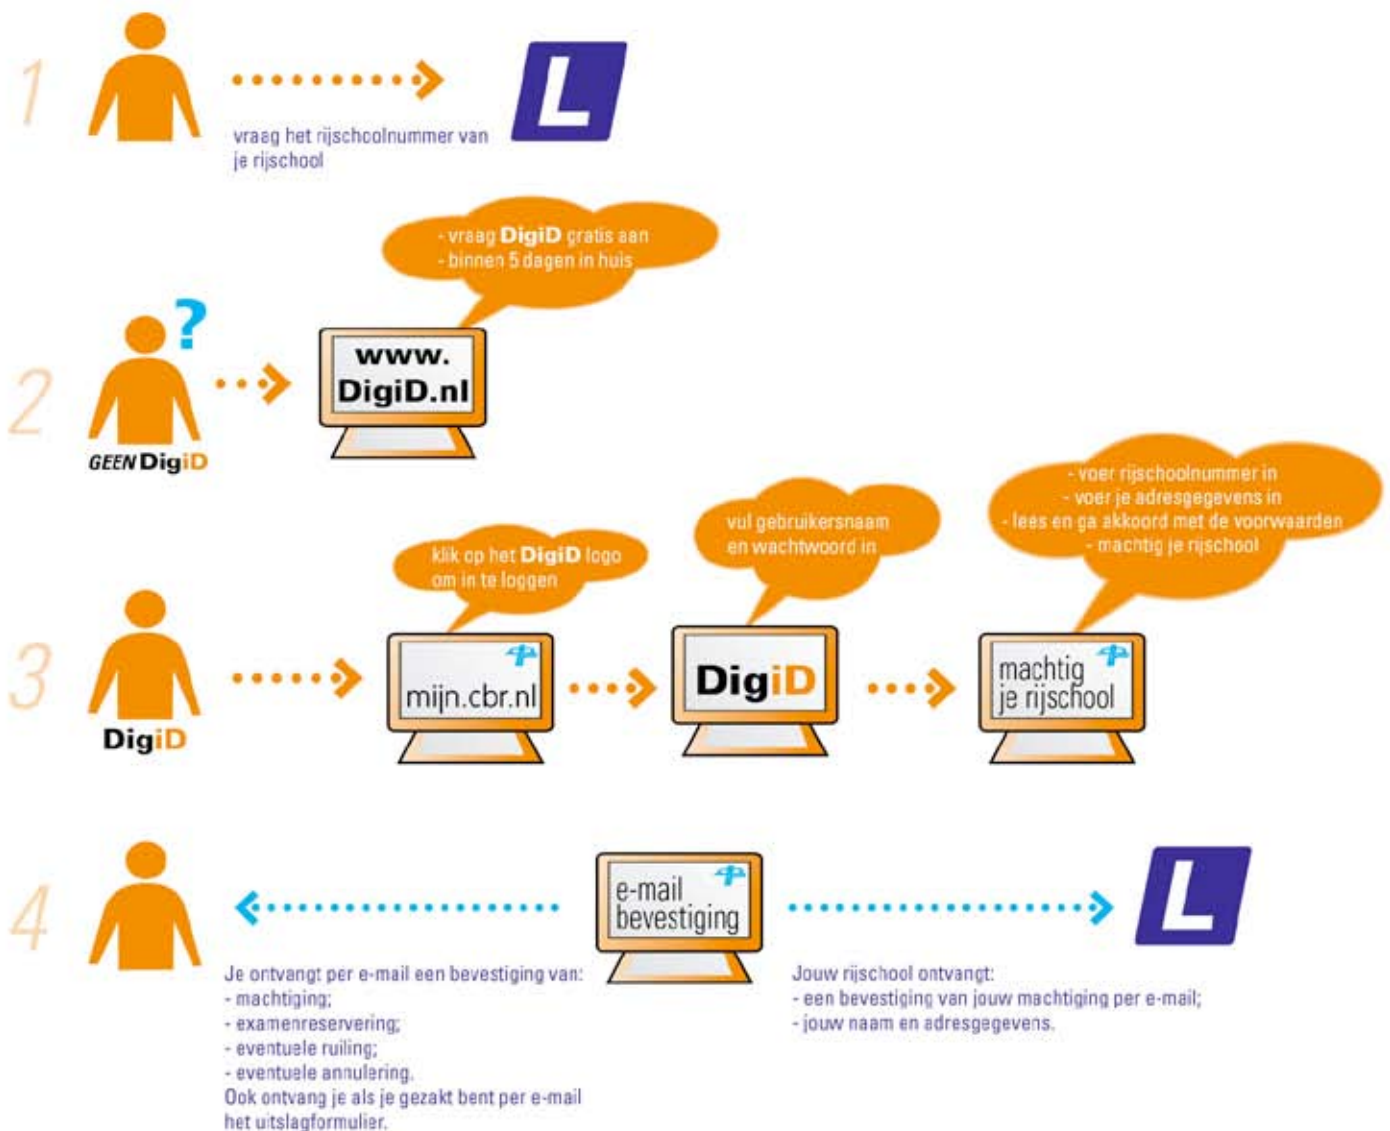 1
L
vraag het rijschoolnummer van
je rijschool
- vraag DigiD gratis aan
- binnen 5 dagen in huis
?
2
www.
DigiD.nl
GEEN DigiD
- voer rijschoolnummer in
- voer je adresgegevens in
- lees en ga akkoord met de voorwaarden
- machtig je rijschool
vul gebruikersnaam
en wachtwoord in
klik op het DigiD logo
om in te loggen
3
DigiD
mijn.cbr.nl
DigiD
machtig
je rijschool
4
e-mail
bevestiging
L
Je ontvangt per e-mail een bevestiging van:
- machtiging;
- examenreservering;
- eventuele ruiling;
- eventuele annulering.
Ook ontvang je als je gezakt bent per e-mail
het uitslagformulier.
Jouw rijschool ontvangt:
- een bevestiging van jouw machtiging per e-mail;
- jouw naam en adresgegevens.